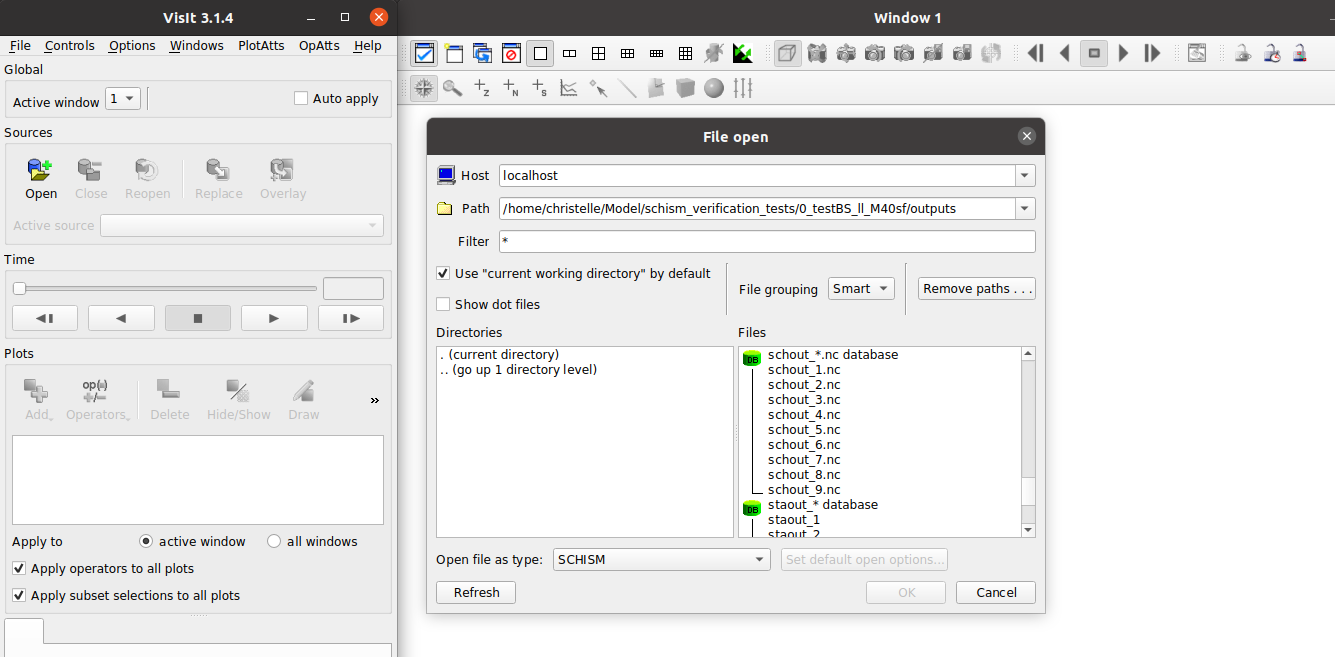 VisIt 3.1.4
Window 1
File Controls Options Windows PlotAtts OpAtts Help
Global
Active window 1
Auto apply
Sources
Open Close Reopen Replace Overlay
Active source
Time
Plots
Add Operators Delete Hide/Show Draw
op(s)
+/-
»
Apply to active window all windows
Apply operators to all plots
Apply subset selections to all plots
+z +N +S
File open
Host localhost
Path /home/christelle/Model/schism_verification_tests/0_testBS_ll_M40sf/outputs
Filter *
Use "current working directory" by default
Show dot files
File grouping Smart
Remove paths . . .
Directories
. (current directory)
.. (go up 1 directory level)
Files
DB schout_*.nc database
schout_1.nc
schout_2.nc
schout_3.nc
schout_4.nc
schout_5.nc
schout_6.nc
schout_7.nc
schout_8.nc
schout_9.nc
DB staout_* database
staout_1
staout_2
Open file as type: SCHISM
Set default open options...
Refresh OK Cancel